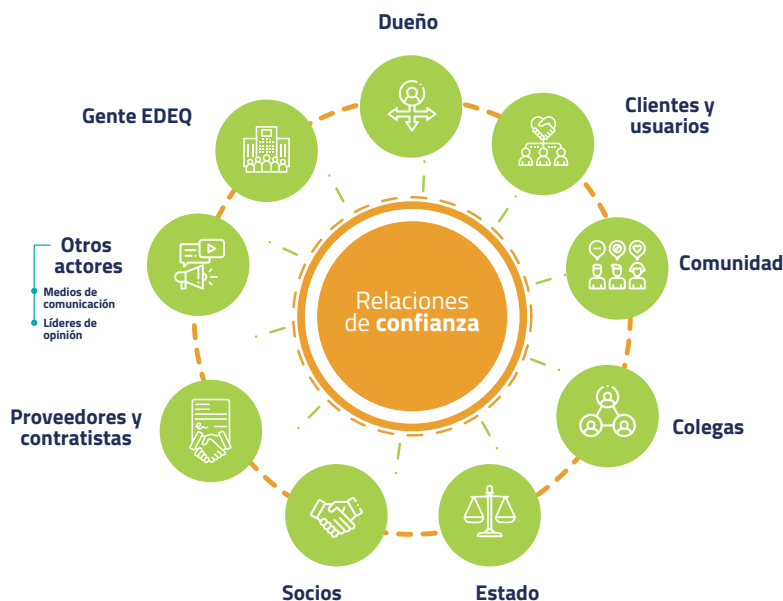 Dueño
Clientes y
usuarios
Comunidad
Colegas
Estado
Socios
Proveedores y
contratistas
Otros
actores
Medios de
comunicación
Líderes de
opinión
Gente EDEQ
Relaciones
de confianza